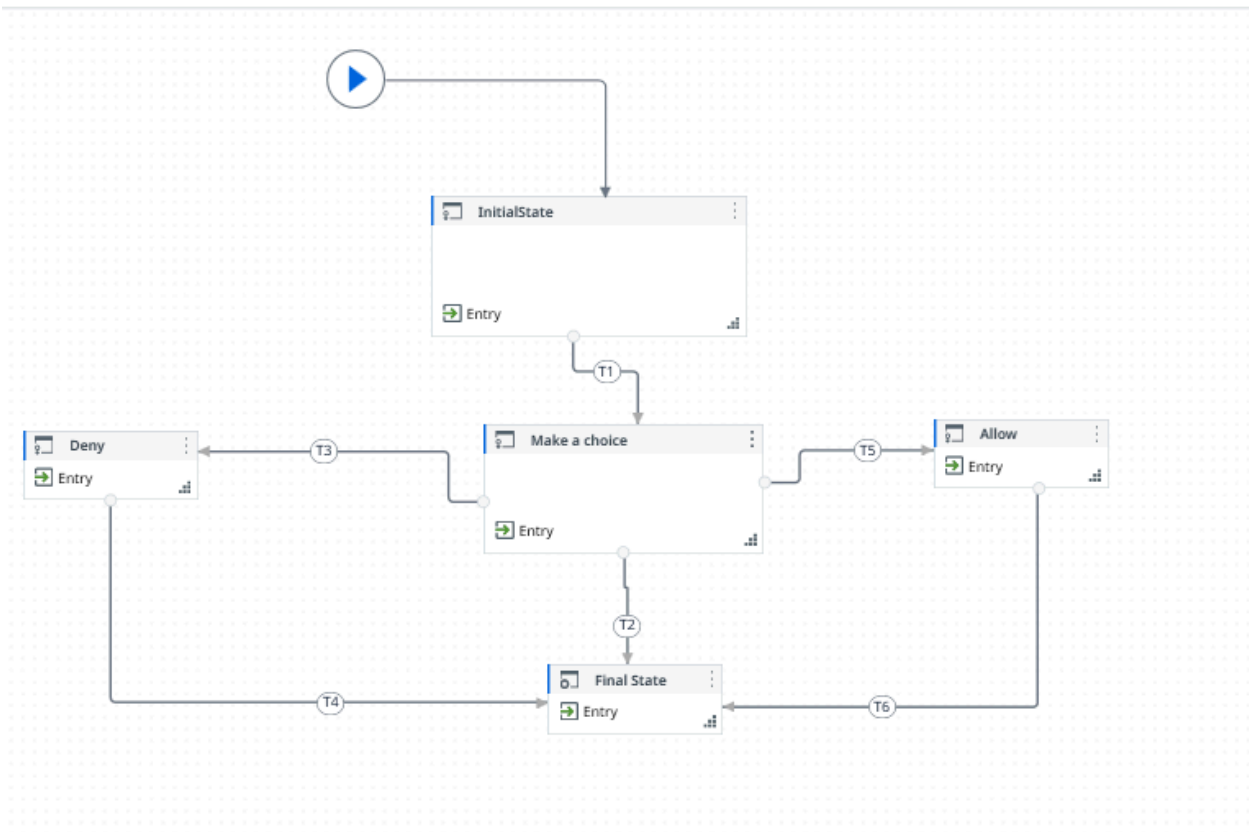 InitialState
Entry
T1
Deny
Entry
T3
Make a choice
Entry
T5
Allow
Entry
T2
Final State
Entry
T4
T6